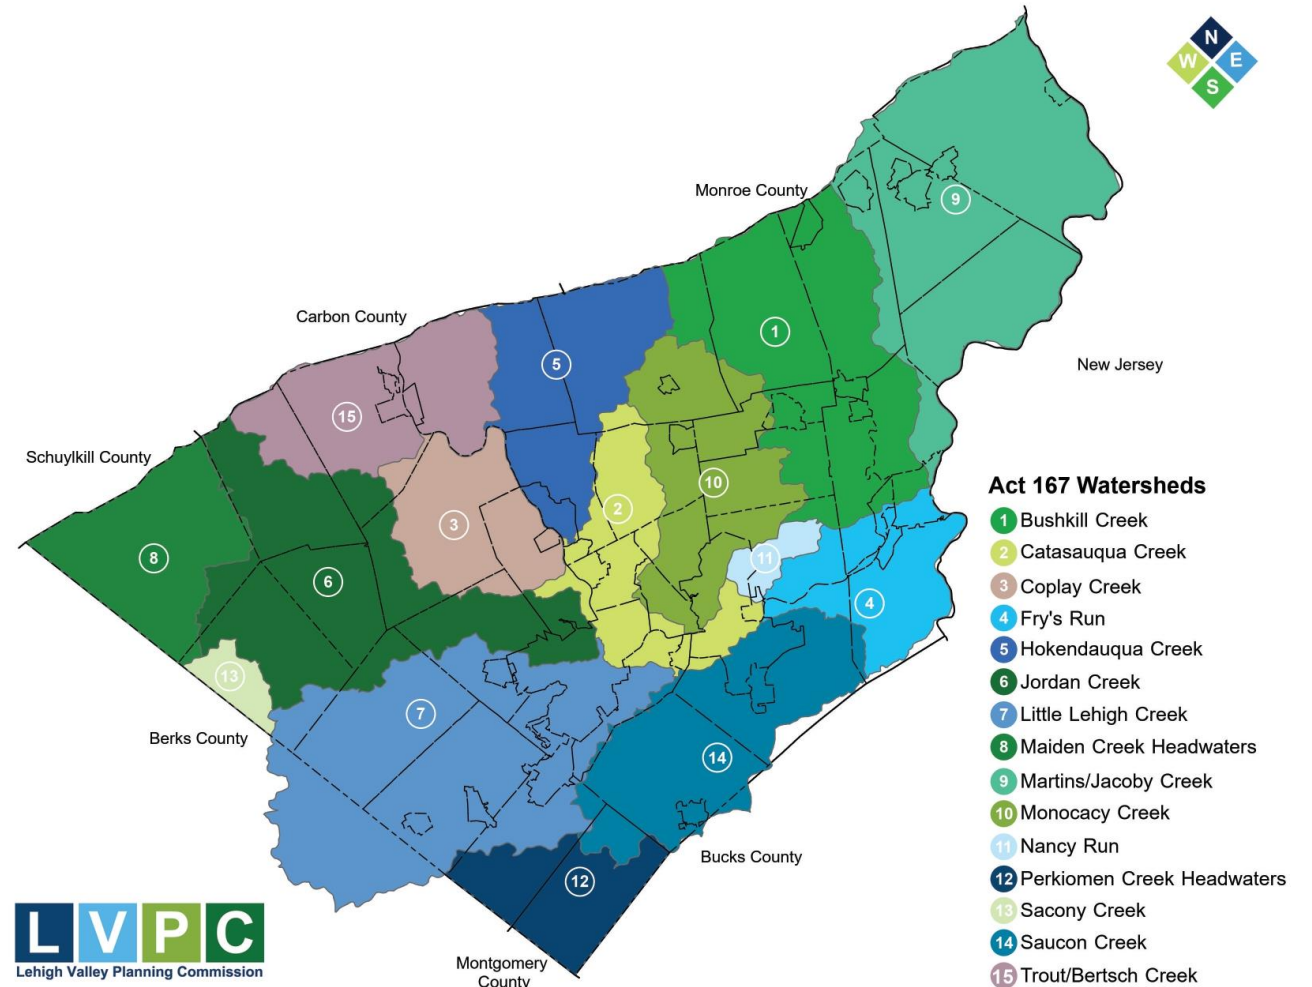 N
W E
S
Monroe County
9
Carbon County
1
5
New Jersey
15
Schuylkill County
10
2
3
11
8
6
4
13
7
Berks County
14
12
Bucks County
Montgomery
County
Act 167 Watersheds
1 Bushkill Creek
2 Catasauqua Creek
3 Coplay Creek
4 Fry's Run
5 Hokendauqua Creek
6 Jordan Creek
7 Little Lehigh Creek
8 Maiden Creek Headwaters
9 Martins/Jacoby Creek
10 Monocacy Creek
11 Nancy Run
12 Perkiomen Creek Headwaters
13 Sacony Creek
14 Saucon Creek
15 Trout/Bertsch Creek
LVPC
Lehigh Valley Planning Commission